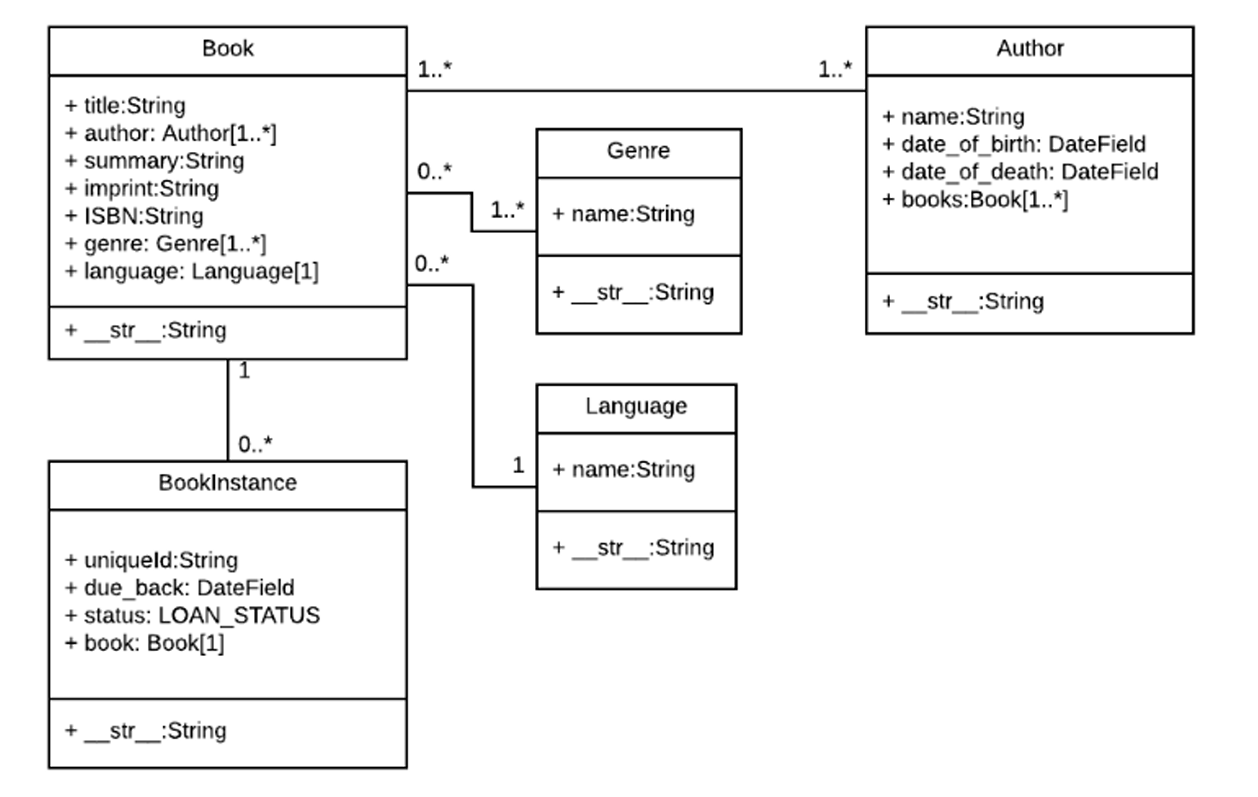 Book
+ title:String
+ author: Author[1..*]
+ summary:String
+ imprint:String
+ ISBN:String
+ genre: Genre[1..*]
+ language: Language[1]
+ __str__:String
1..*
1..*
Author
+ name:String
+ date_of_birth: DateField
+ date_of_death: DateField
+ books:Book[1..*]
+ __str__:String
0..*
1..*
Genre
+ name:String
+ __str__:String
0..*
1
Language
+ name:String
+ __str__:String
1
0..*
BookInstance
+ uniqueId:String
+ due_back: DateField
+ status: LOAN_STATUS
+ book: Book[1]
+ __str__:String